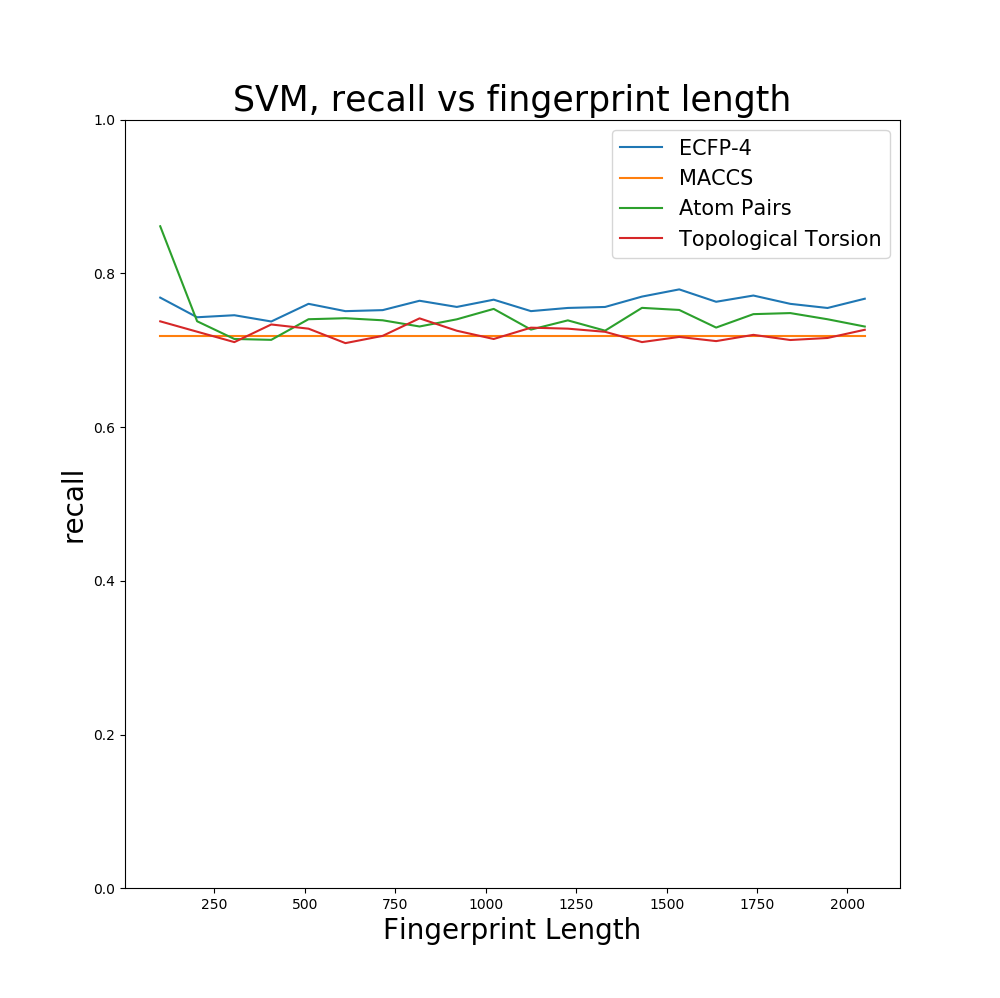 SVM, recall vs fingerprint length
1.0
0.8
0.6
0.4
0.2
0.0
recall
ECFP-4
MACCS
Atom Pairs
Topological Torsion
250 500 750 1000 1250 1500 1750 2000
Fingerprint Length